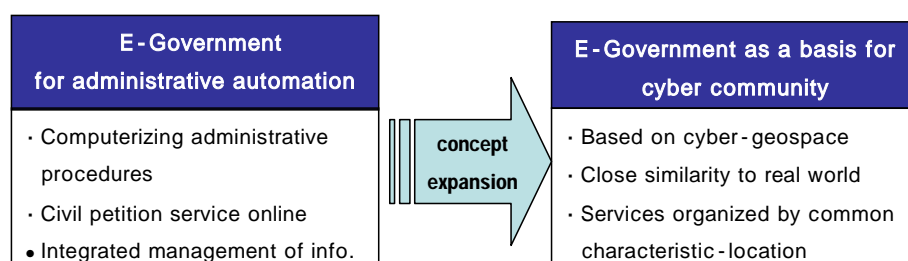 E-Government
for administrative automation
· Computerizing administrative
procedures
· Civil petition service online
• Integrated management of info.
concept
expansion
E-Government as a basis for
cyber community
· Based on cyber-geospace
· Close similarity to real world
· Services organized by common
characteristic-location